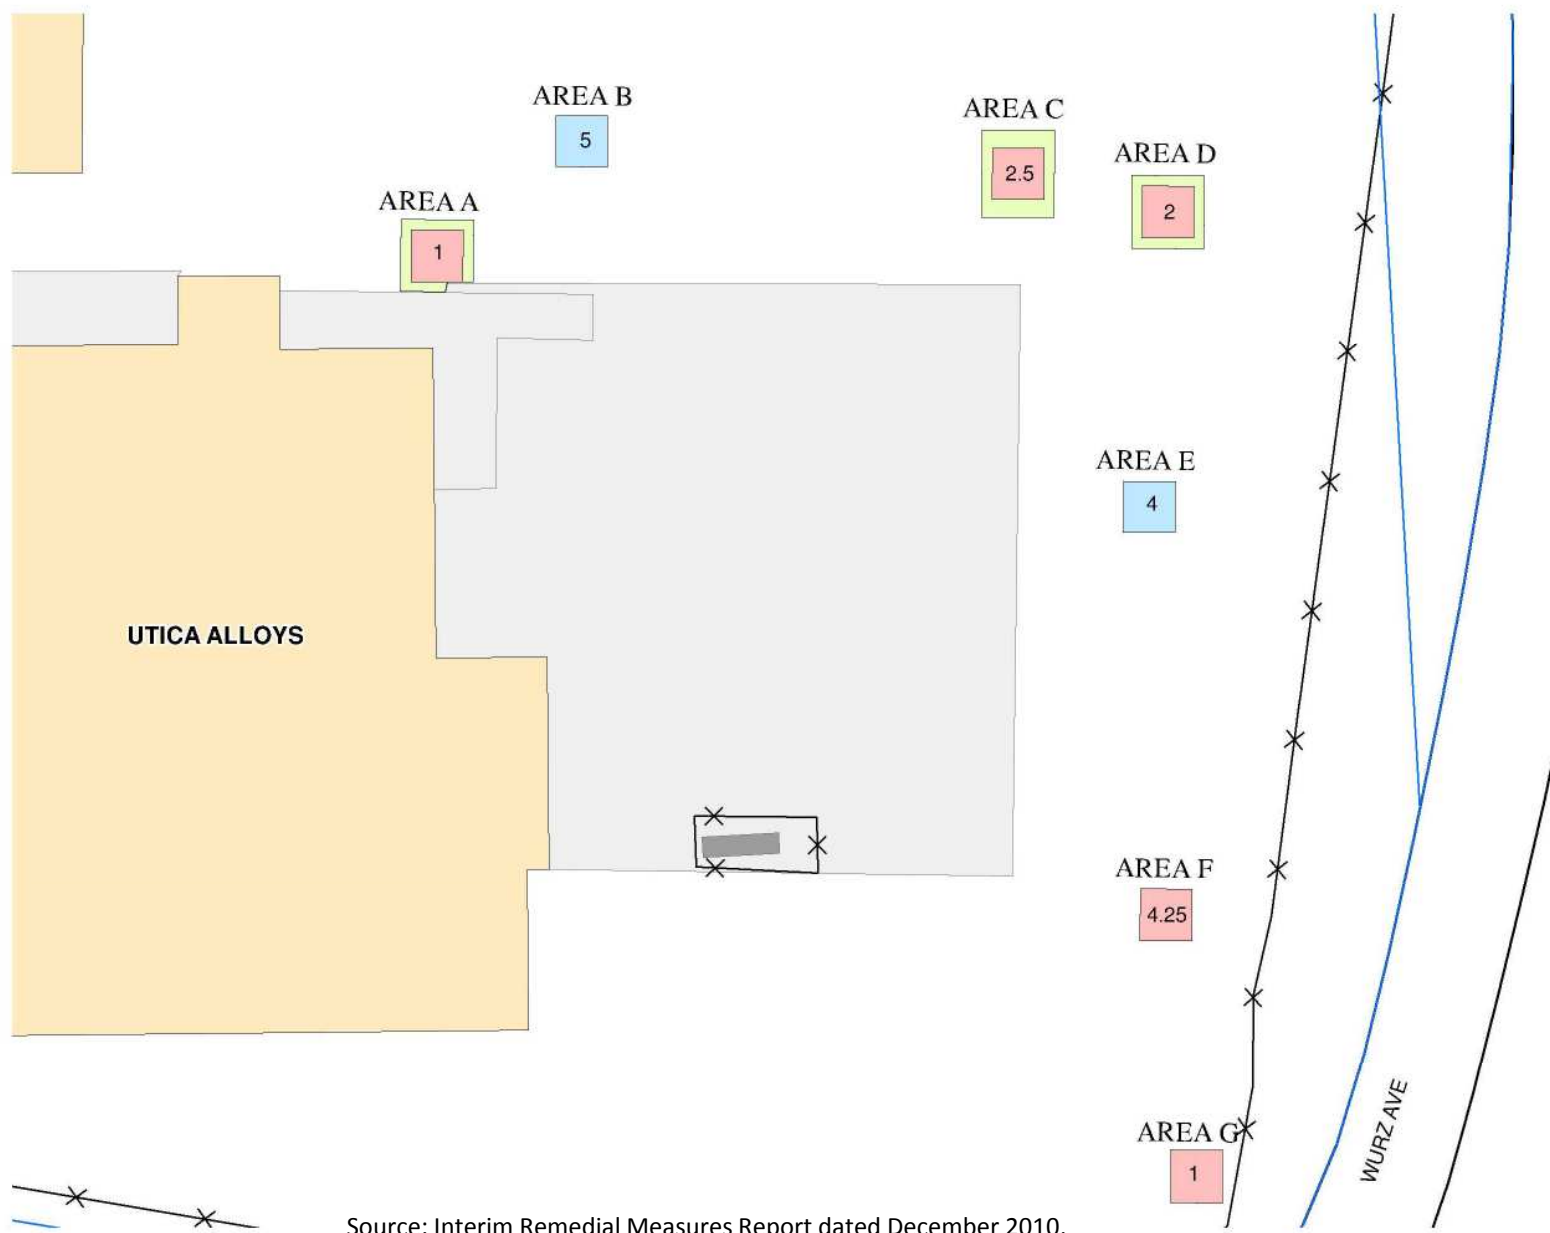 AREA B
5
AREA C
2.5
AREA D
2
AREA A
1
AREA E
4
UTICA ALLOYS
AREA F
4.25
AREA G
1
WURZ AVE
Source: Interim Remedial Measures Report dated December 2010.